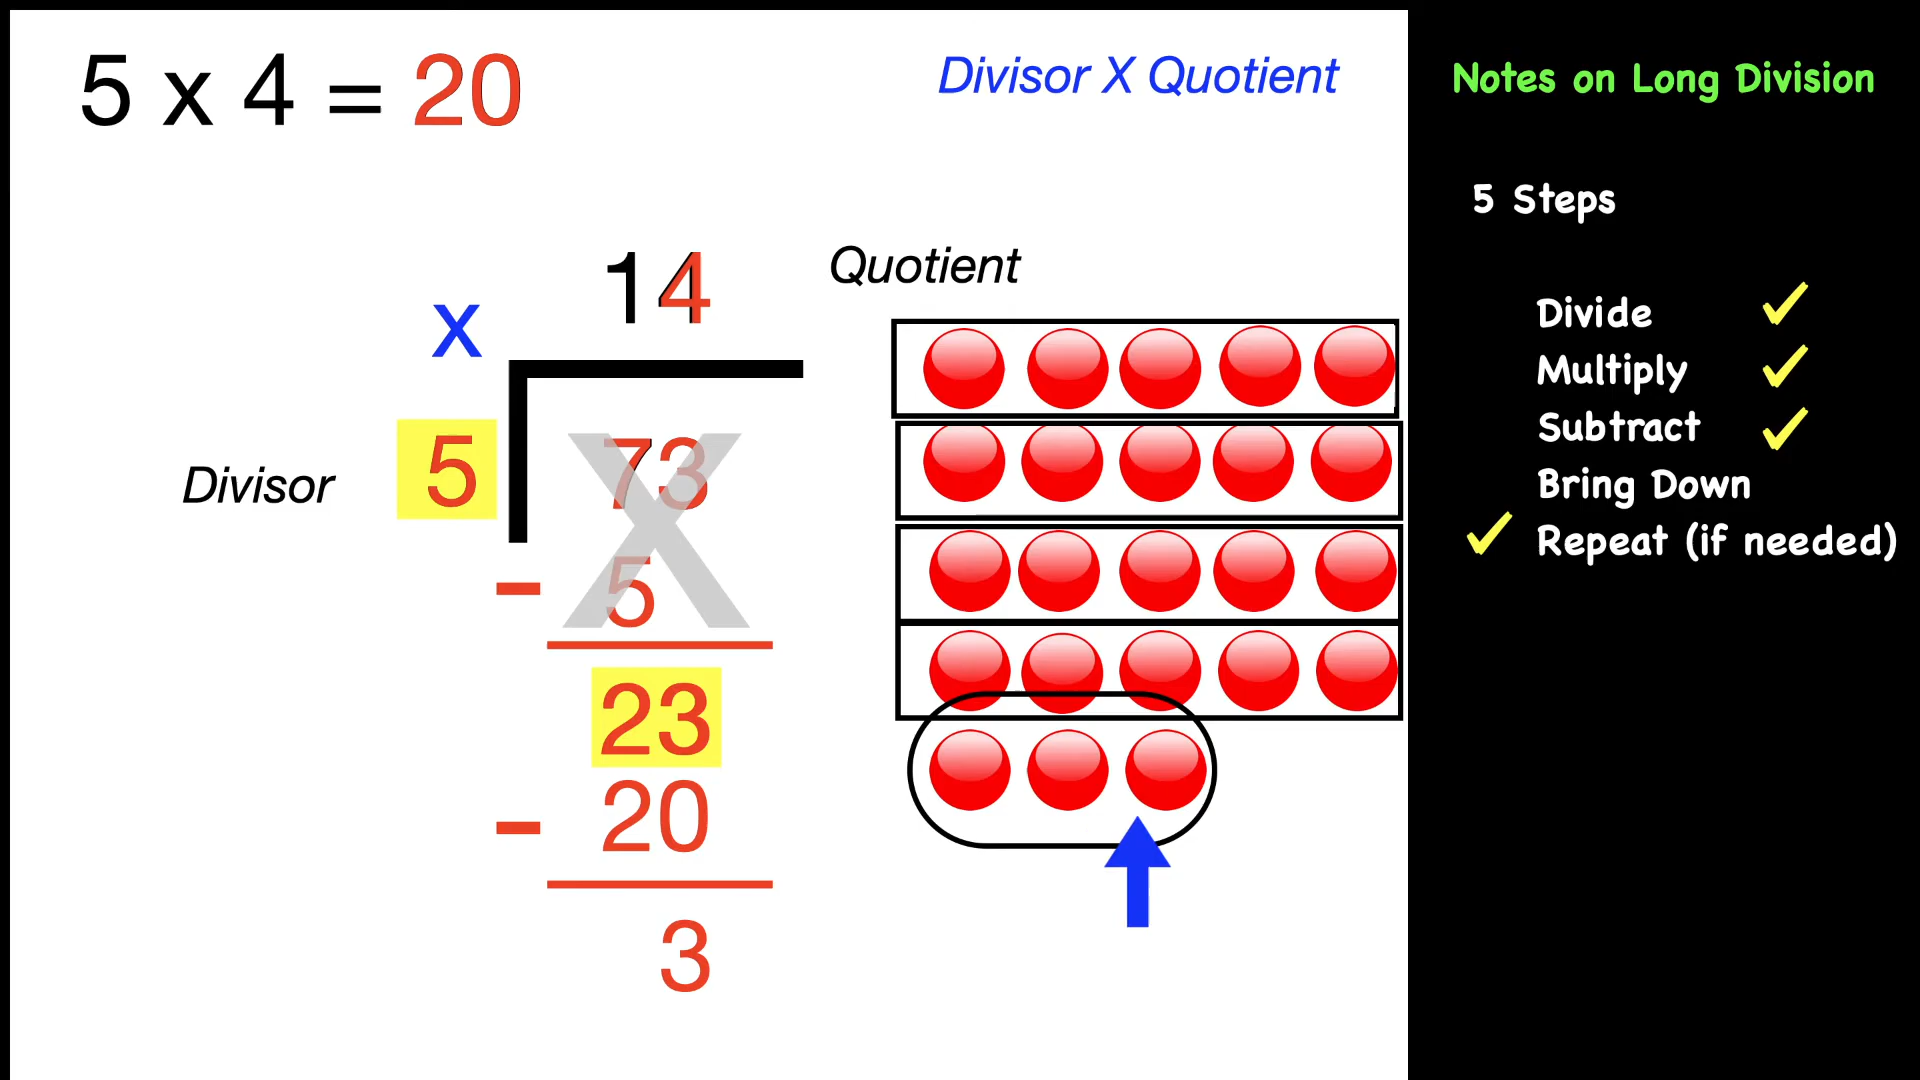 5 x 4 = 20
Divisor X Quotient
14
Quotient
x
Divisor
5
73
X
- 5
23
- 20
3
Notes on Long Division
5 Steps
Divide ✓
Multiply ✓
Subtract ✓
Bring Down
✓ Repeat (if needed)